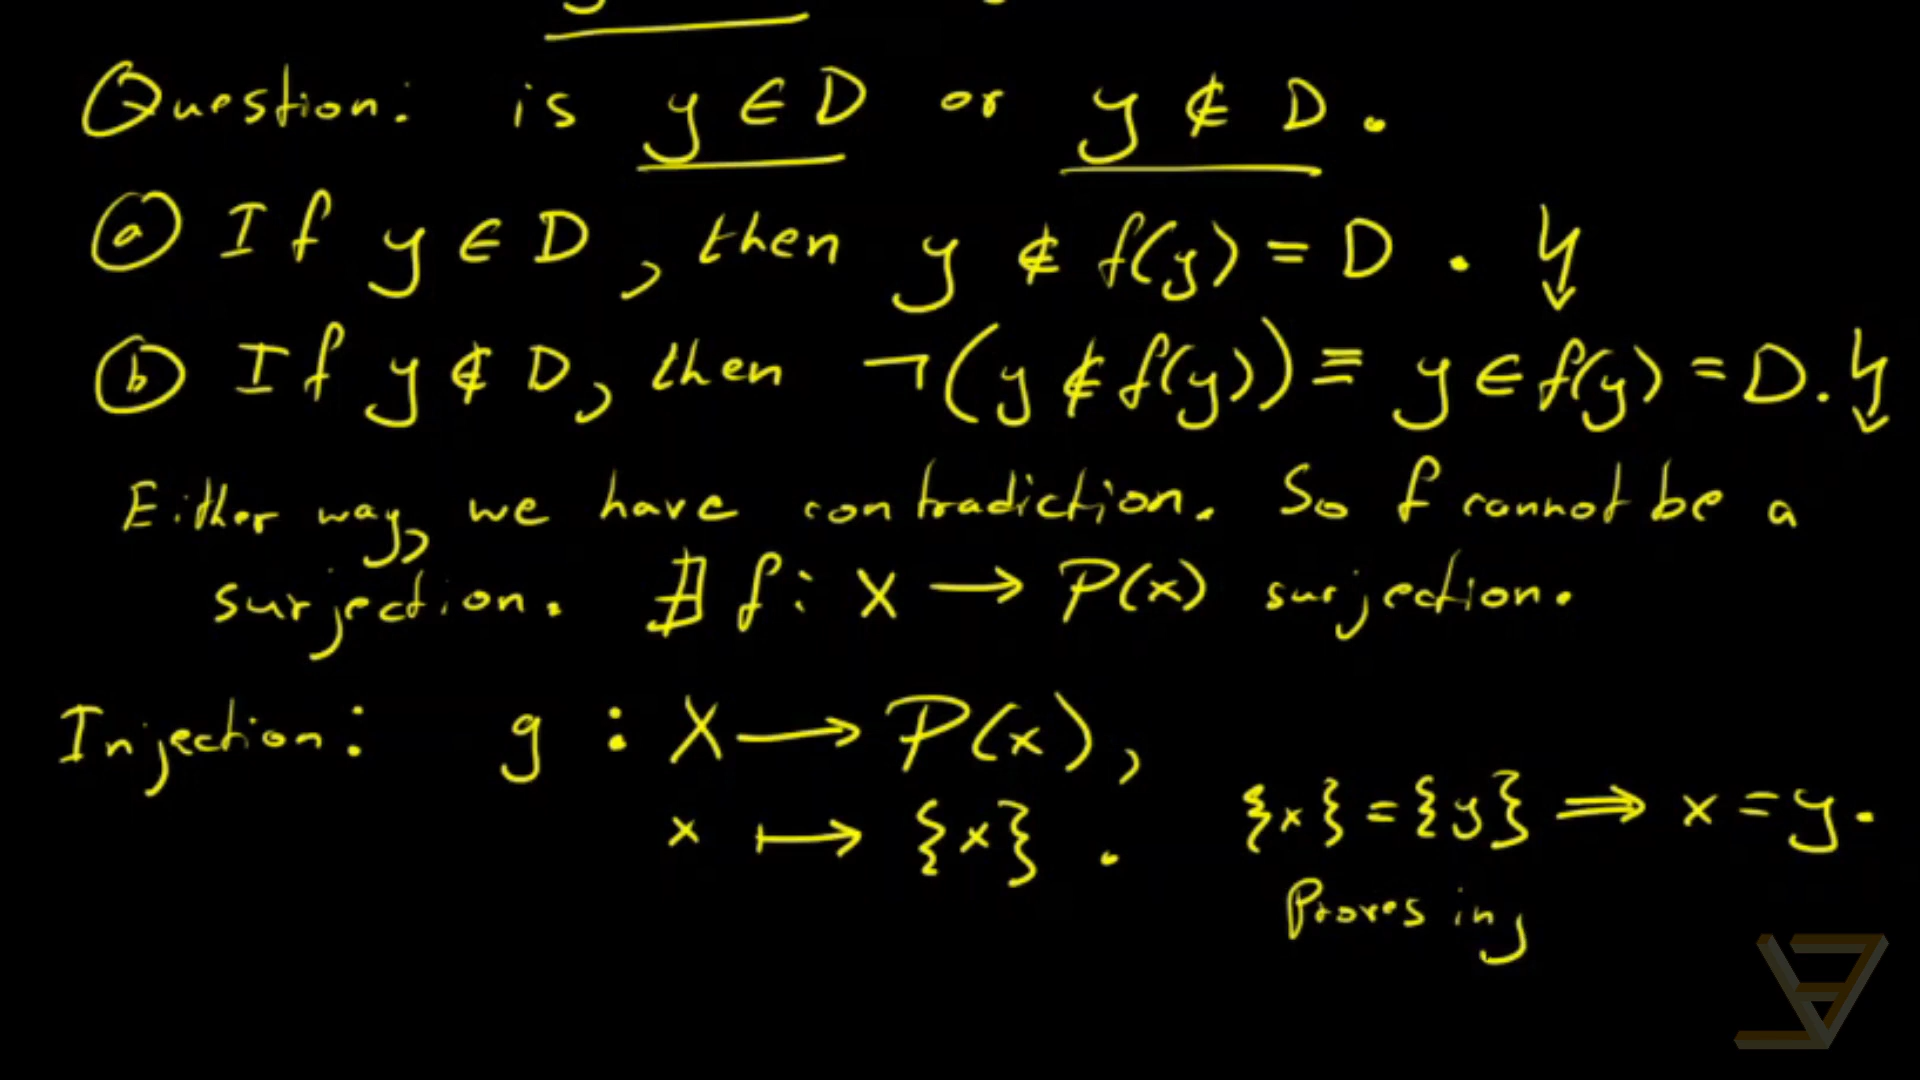 Question: is y ∈ D or y ∉ D.
ⓐ If y ∈ D, then y ∉ f(y) = D. ↯
ⓑ If y ∉ D, then ¬(y ∉ f(y)) ≡ y ∈ f(y) = D. ↯
Either way, we have contradiction. So f cannot be a
surjection. ∄ f: X → P(x) surjection.
Injection: g : X → P(x),
x ↦ {x}. {x} = {y} ⟹ x = y.
Proves inj